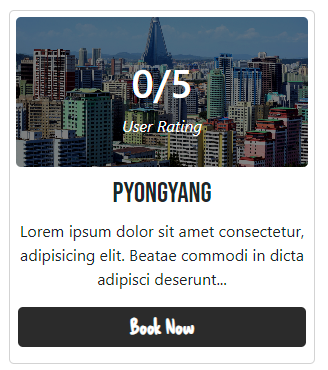 0/5
User Rating
PYONGYANG
Lorem ipsum dolor sit amet consectetur,
adipisicing elit. Beatae commodi in dicta
adipisci deserunt...
Book Now